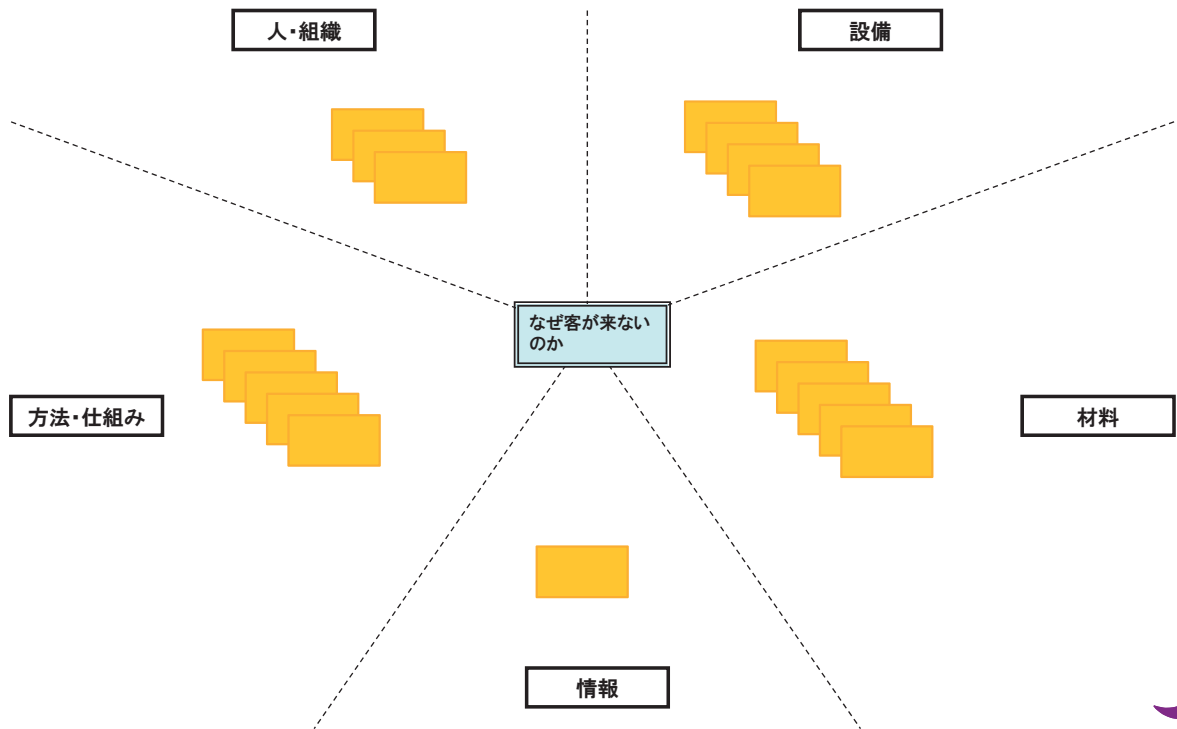 人・組織
設備
なぜ客が来ない
のか
方法・仕組み
材料
情報